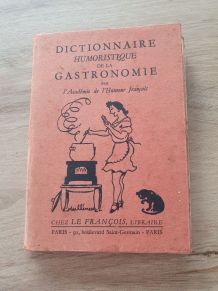 DICTIONNAIRE
HUMORISTIQUE
DE LA
GASTRONOMIE
PAR
l'Académie de l'Humour français
CHEZ LE FRANÇOIS, LIBRAIRE
PARIS - 91, boulevard Saint-Germain - PARIS